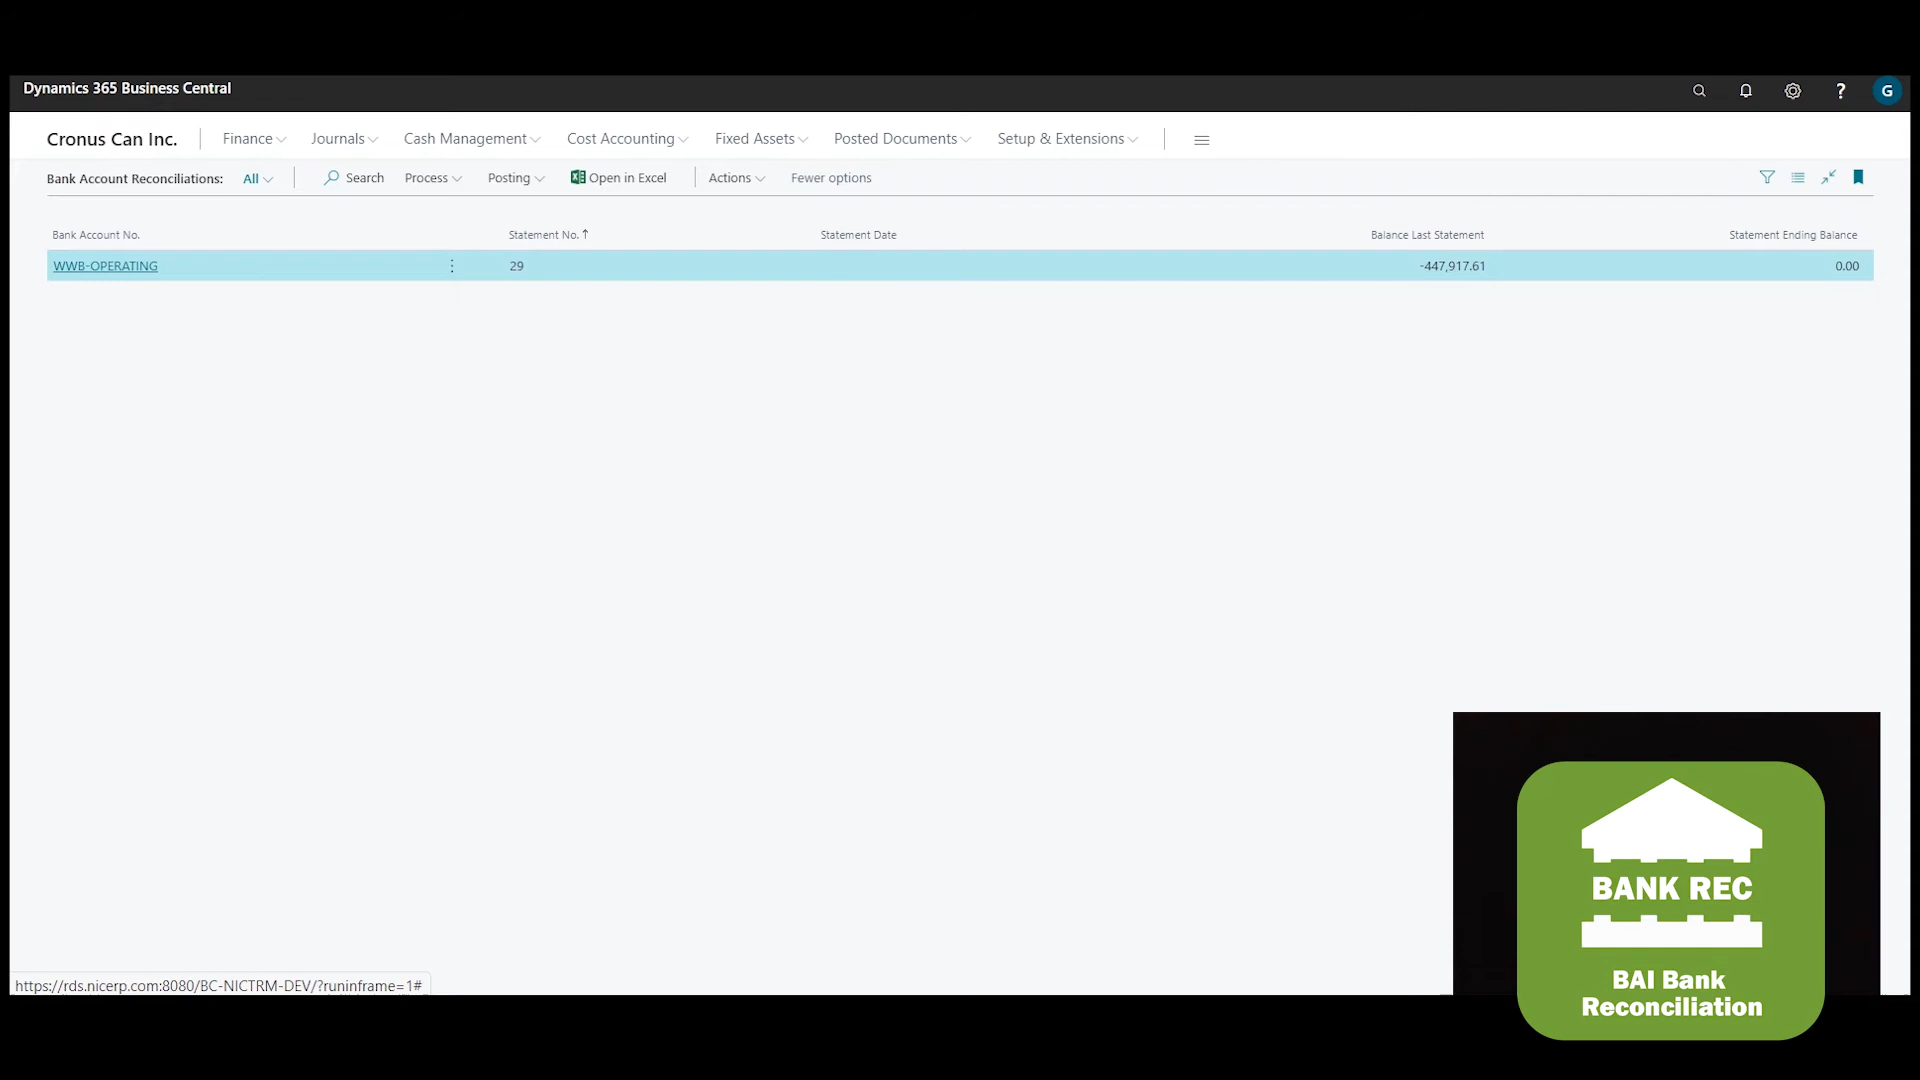 Dynamics 365 Business Central
? G
Cronus Can Inc. Finance Journals Cash Management Cost Accounting Fixed Assets Posted Documents Setup & Extensions
Bank Account Reconciliations: All Search Process Posting Open in Excel Actions Fewer options
Bank Account No. Statement No. ↑ Statement Date Balance Last Statement Statement Ending Balance
WWB-OPERATING 29 -447,917.61 0.00
BANK REC
BAI Bank
Reconciliation
https://rds.nicerp.com:8080/BC-NICTRM-DEV/?runinframe=1#